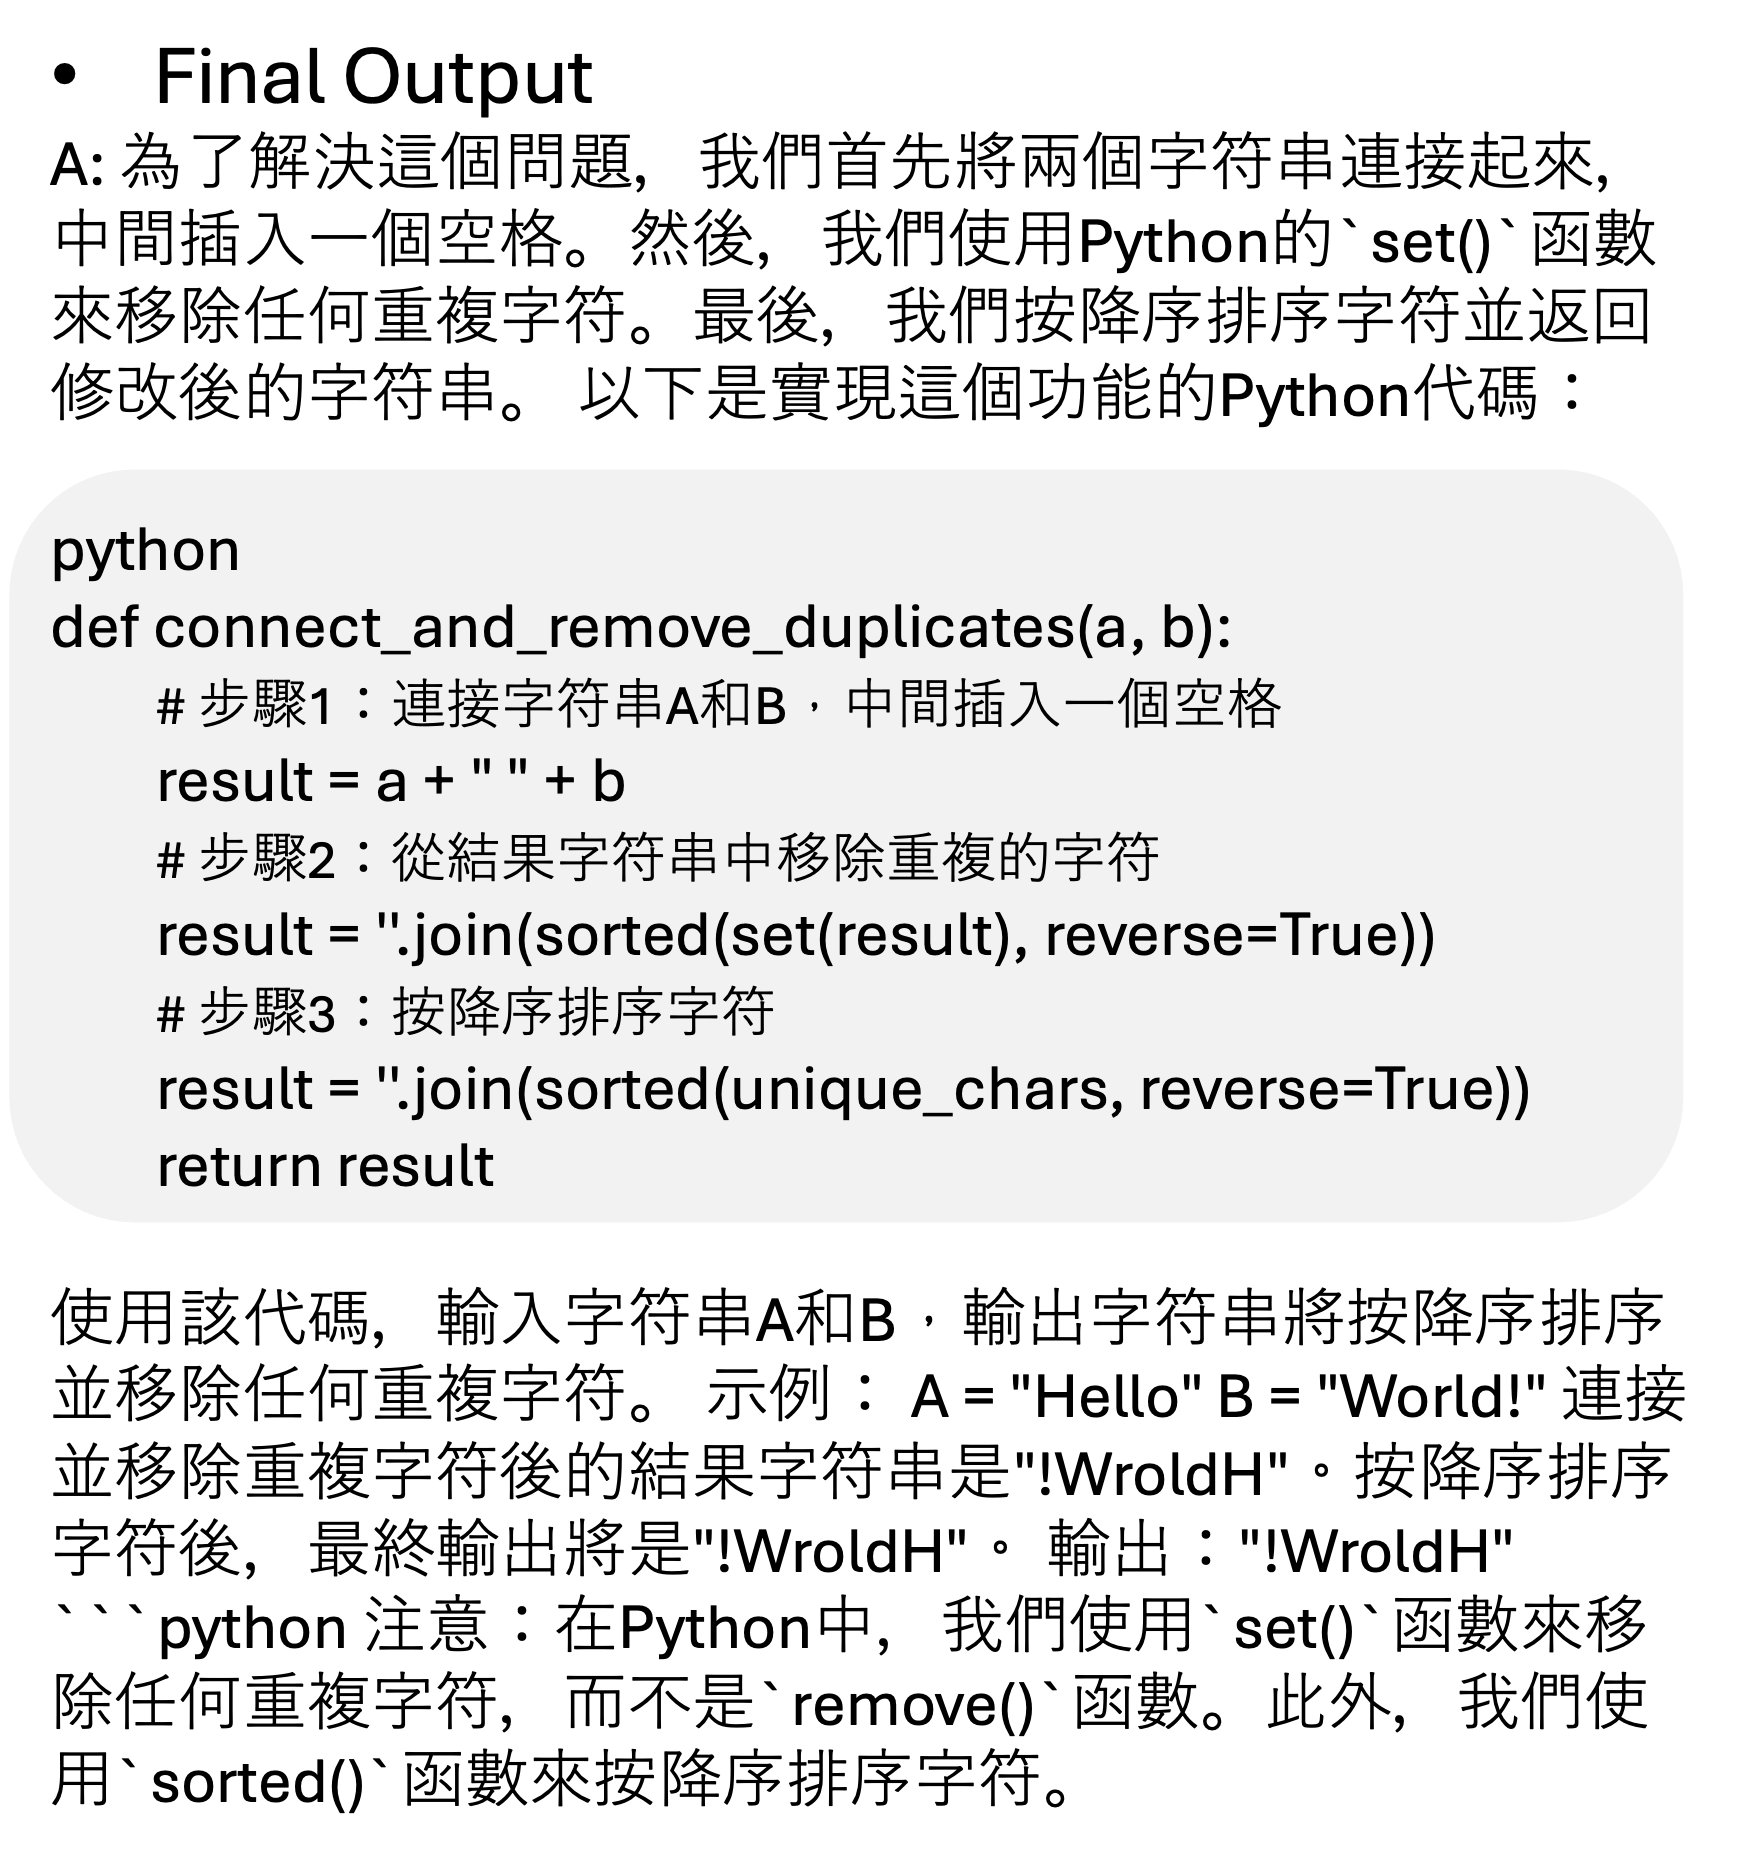 • Final Output
A: 為了解決這個問題, 我們首先將兩個字符串連接起來,
中間插入一個空格。然後, 我們使用Python的`set()`函數
來移除任何重複字符。最後, 我們按降序排序字符並返回
修改後的字符串。 以下是實現這個功能的Python代碼：
python
def connect_and_remove_duplicates(a, b):
# 步驟1：連接字符串A和B，中間插入一個空格
result = a + " " + b
# 步驟2：從結果字符串中移除重複的字符
result = ''.join(sorted(set(result), reverse=True))
# 步驟3：按降序排序字符
result = ''.join(sorted(unique_chars, reverse=True))
return result
使用該代碼, 輸入字符串A和B，輸出字符串將按降序排序
並移除任何重複字符。 示例： A = "Hello" B = "World!" 連接
並移除重複字符後的結果字符串是"!WroldH"。按降序排序
字符後, 最終輸出將是"!WroldH"。 輸出："!WroldH"
```python 注意：在Python中, 我們使用`set()`函數來移
除任何重複字符, 而不是`remove()`函數。此外, 我們使
用`sorted()`函數來按降序排序字符。